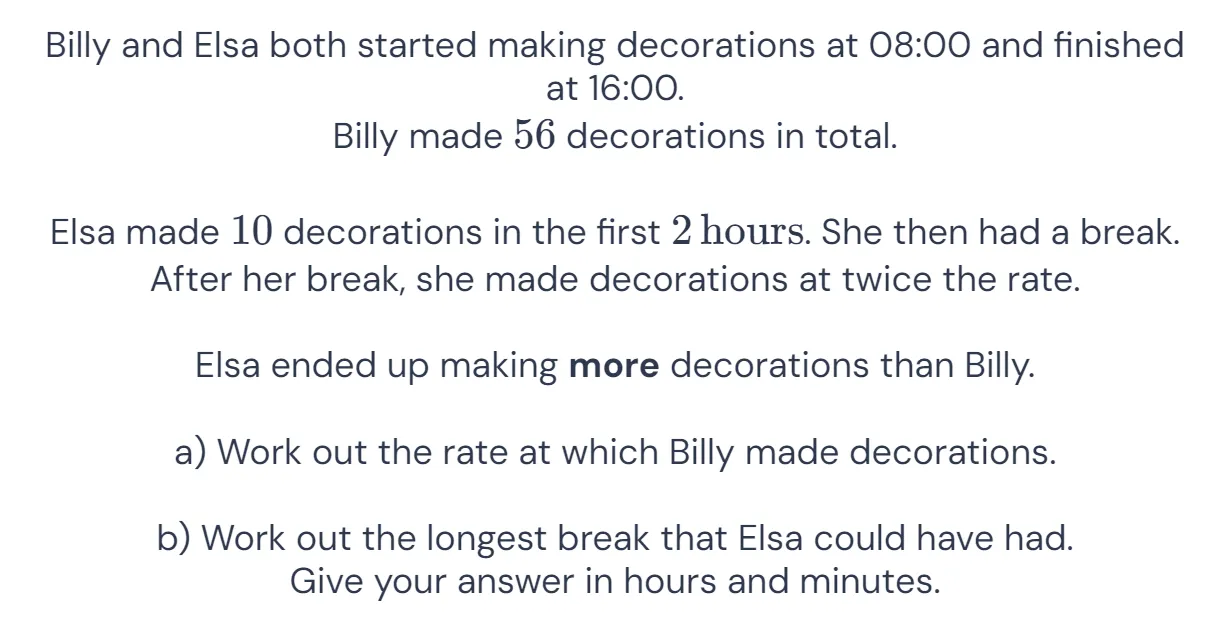 Billy and Elsa both started making decorations at 08:00 and finished
at 16:00.
Billy made 56 decorations in total.
Elsa made 10 decorations in the first 2 hours. She then had a break.
After her break, she made decorations at twice the rate.
Elsa ended up making more decorations than Billy.
a) Work out the rate at which Billy made decorations.
b) Work out the longest break that Elsa could have had.
Give your answer in hours and minutes.